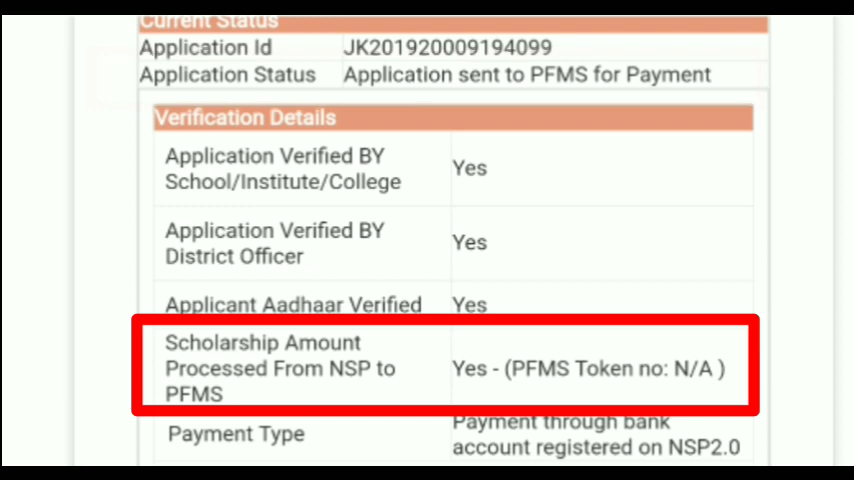 Current Status
Application Id JK201920009194099
Application Status Application sent to PFMS for Payment
Verification Details
Application Verified BY
School/Institute/College
Yes
Application Verified BY
District Officer
Yes
Applicant Aadhaar Verified Yes
Scholarship Amount
Processed From NSP to
PFMS
Yes - (PFMS Token no: N/A )
Payment Type
Payment through bank
account registered on NSP2.0